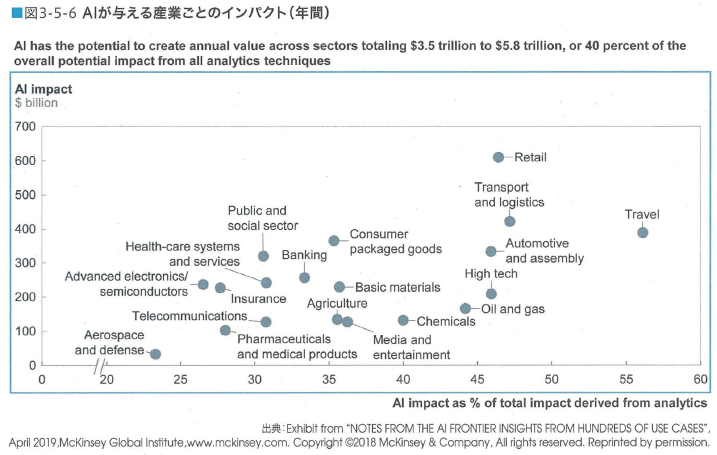 ■図3-5-6 AIが与える産業ごとのインパクト（年間）
AI has the potential to create annual value across sectors totaling $3.5 trillion to $5.8 trillion, or 40 percent of the
overall potential impact from all analytics techniques
AI impact
$ billion
700
600
500
400
300
200
100
0
Retail
Transport
and logistics
Travel
Public and
social sector
Consumer
packaged goods
Automotive
and assembly
Health-care systems
and services
Banking
High tech
Advanced electronics/
semiconductors
Insurance
Basic materials
Agriculture
Oil and gas
Telecommunications
Chemicals
Aerospace
and defense
Pharmaceuticals
and medical products
Media and
entertainment
0 20 25 30 35 40 45 50 55 60
AI impact as % of total impact derived from analytics
出典：Exhibit from “NOTES FROM THE AI FRONTIER INSIGHTS FROM HUNDREDS OF USE CASES”,
April 2019,McKinsey Global Institute,www.mckinsey.com. Copyright ©2018 McKinsey & Company, All rights reserved. Reprinted by permission.